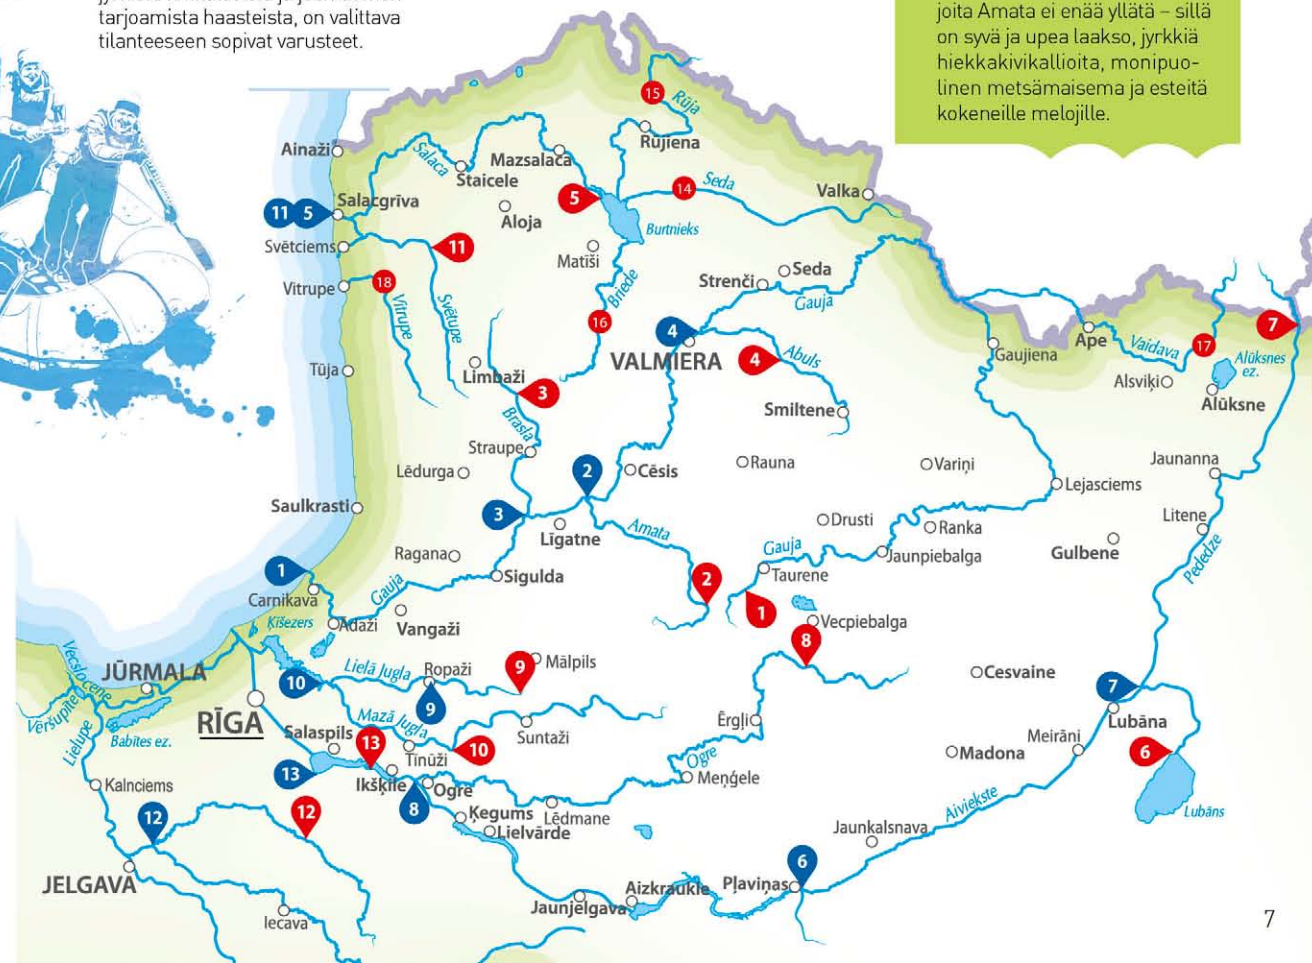 tarjoamista haasteista, on valittava
tilanteeseen sopivat varusteet.
joita Amata ei enää yllätä – sillä
on syvä ja upea laakso, jyrkkiä
hiekkakivikallioita, monipuo-
linen metsämaisema ja esteitä
kokeneille melojille.
15
Rūja
Rūjiena
Ainaži
Salaca
Mazsalaca
Staicele
14
Seda
Valka
11
5
Salacgrīva
5
Aloja
Burtnieks
Svētciems
11
Matīši
Vitrupe
18
Vitrupe
Svētupe
Briede
Strenči
Seda
Gauja
16
4
VALMIERA
4
Abuls
Gaujiena
Ape
Vaidava
17
7
Alūksnes
ez.
Tūja
Limbaži
3
Alsviķi
Alūksne
Smiltene
Brasla
Straupe
Lēdurga
2
Cēsis
Rauna
Variņi
Jaunanna
Lejasciems
Saulkrasti
3
Līgatne
Amata
Drusti
Ranka
Litene
Gulbene
Ragana
Gauja
Jaunpiebalga
Pededze
1
Carnikava
Gauja
Sigulda
2
Taurene
1
Ķīšezers
Ādaži
Vangaži
Vecpiebalga
8
Vecslocene
JŪRMALA
Lielā Jugla
Ropaži
9
Mālpils
Cesvaine
10
9
7
Vēršupīte
Babītes ez.
RĪGA
Mazā Jugla
Suntaži
Ērgļi
Lubāna
Lielupe
Salaspils
13
Tīnūži
10
Ogre
Madona
Meirāni
6
13
Ikšķile
Ogre
Meņģele
Kalnciems
8
Ķegums
Lēdmane
Lielvārde
Aiviekste
Lubāns
12
12
Jaunkalsnava
6
JELGAVA
Aizkraukle
Pļaviņas
Jaunjelgava
Iecava
7